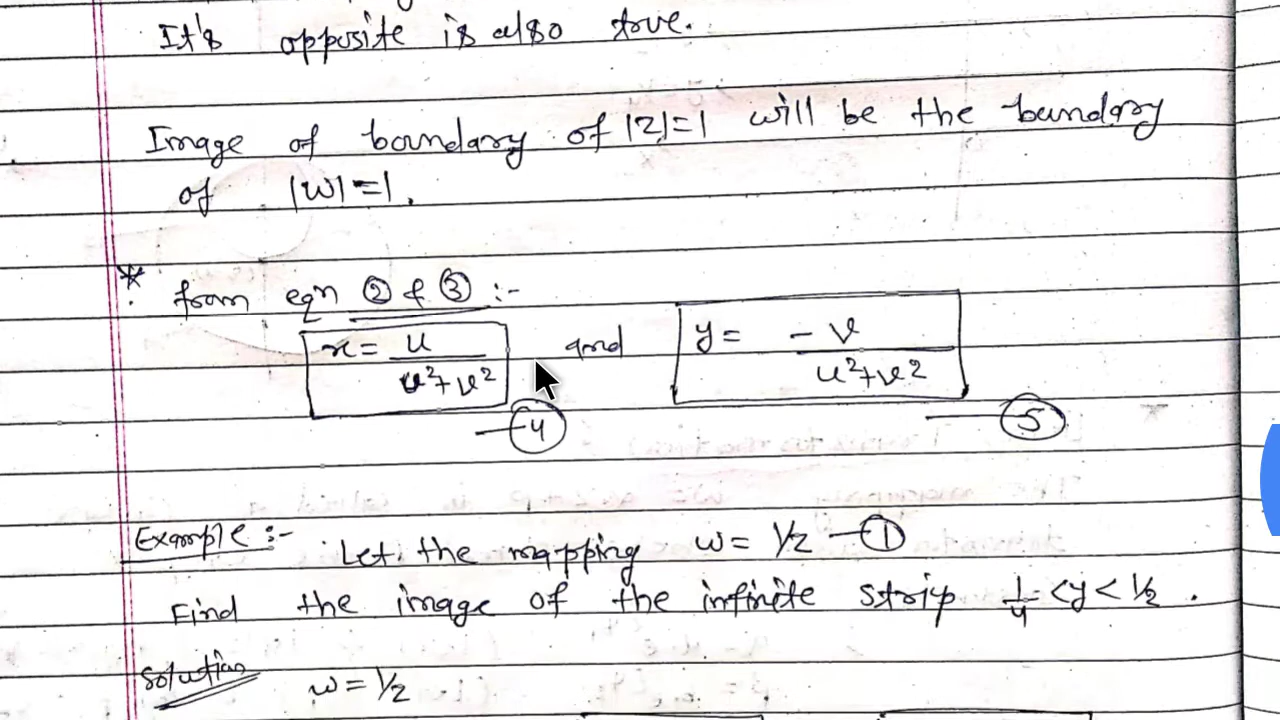 It's opposite is also true.
Image of boundary of |z|=1 will be the bundary
of |w|=1.
* from eqn ② & ③ :-
x = u / (u²+v²) and y = -v / (u²+v²)
—④ —⑤
Example :- Let the mapping w = 1/z —①
Find the image of the infinite strip 1/4 < y < 1/2 .
Solution w = 1/z